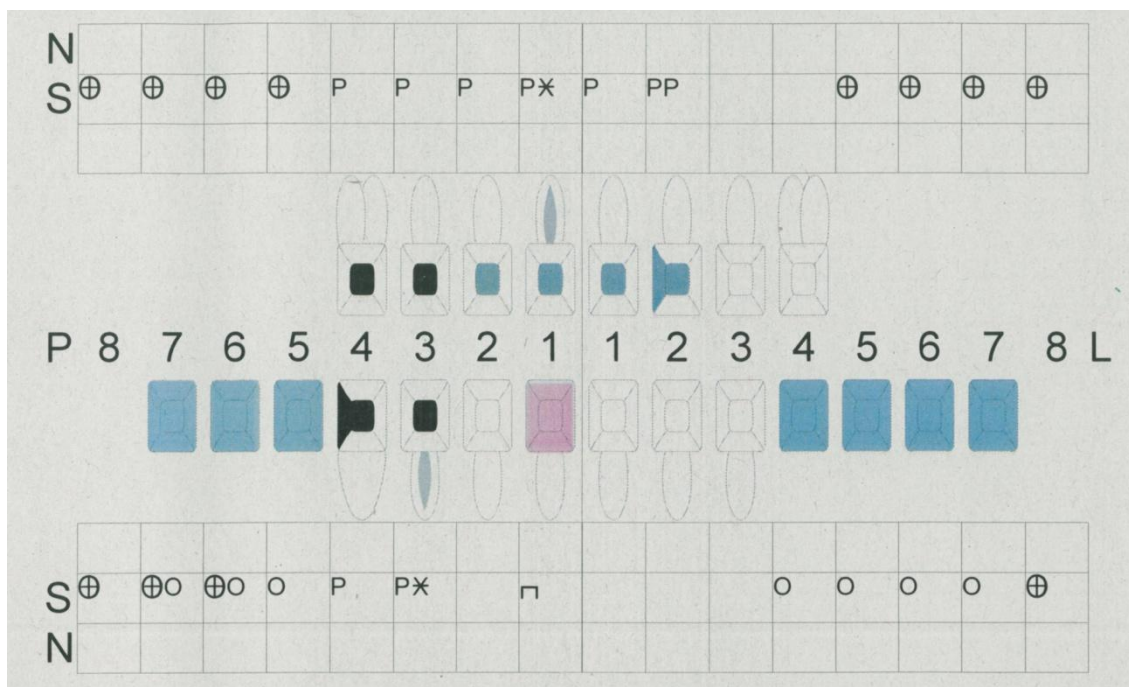 N
S ⊕ ⊕ ⊕ ⊕ P P P P* P PP ⊕ ⊕ ⊕ ⊕
P 8 7 6 5 4 3 2 1 1 2 3 4 5 6 7 8 L
S ⊕ ⊕O ⊕O O P P* ⊓ O O O O ⊕
N